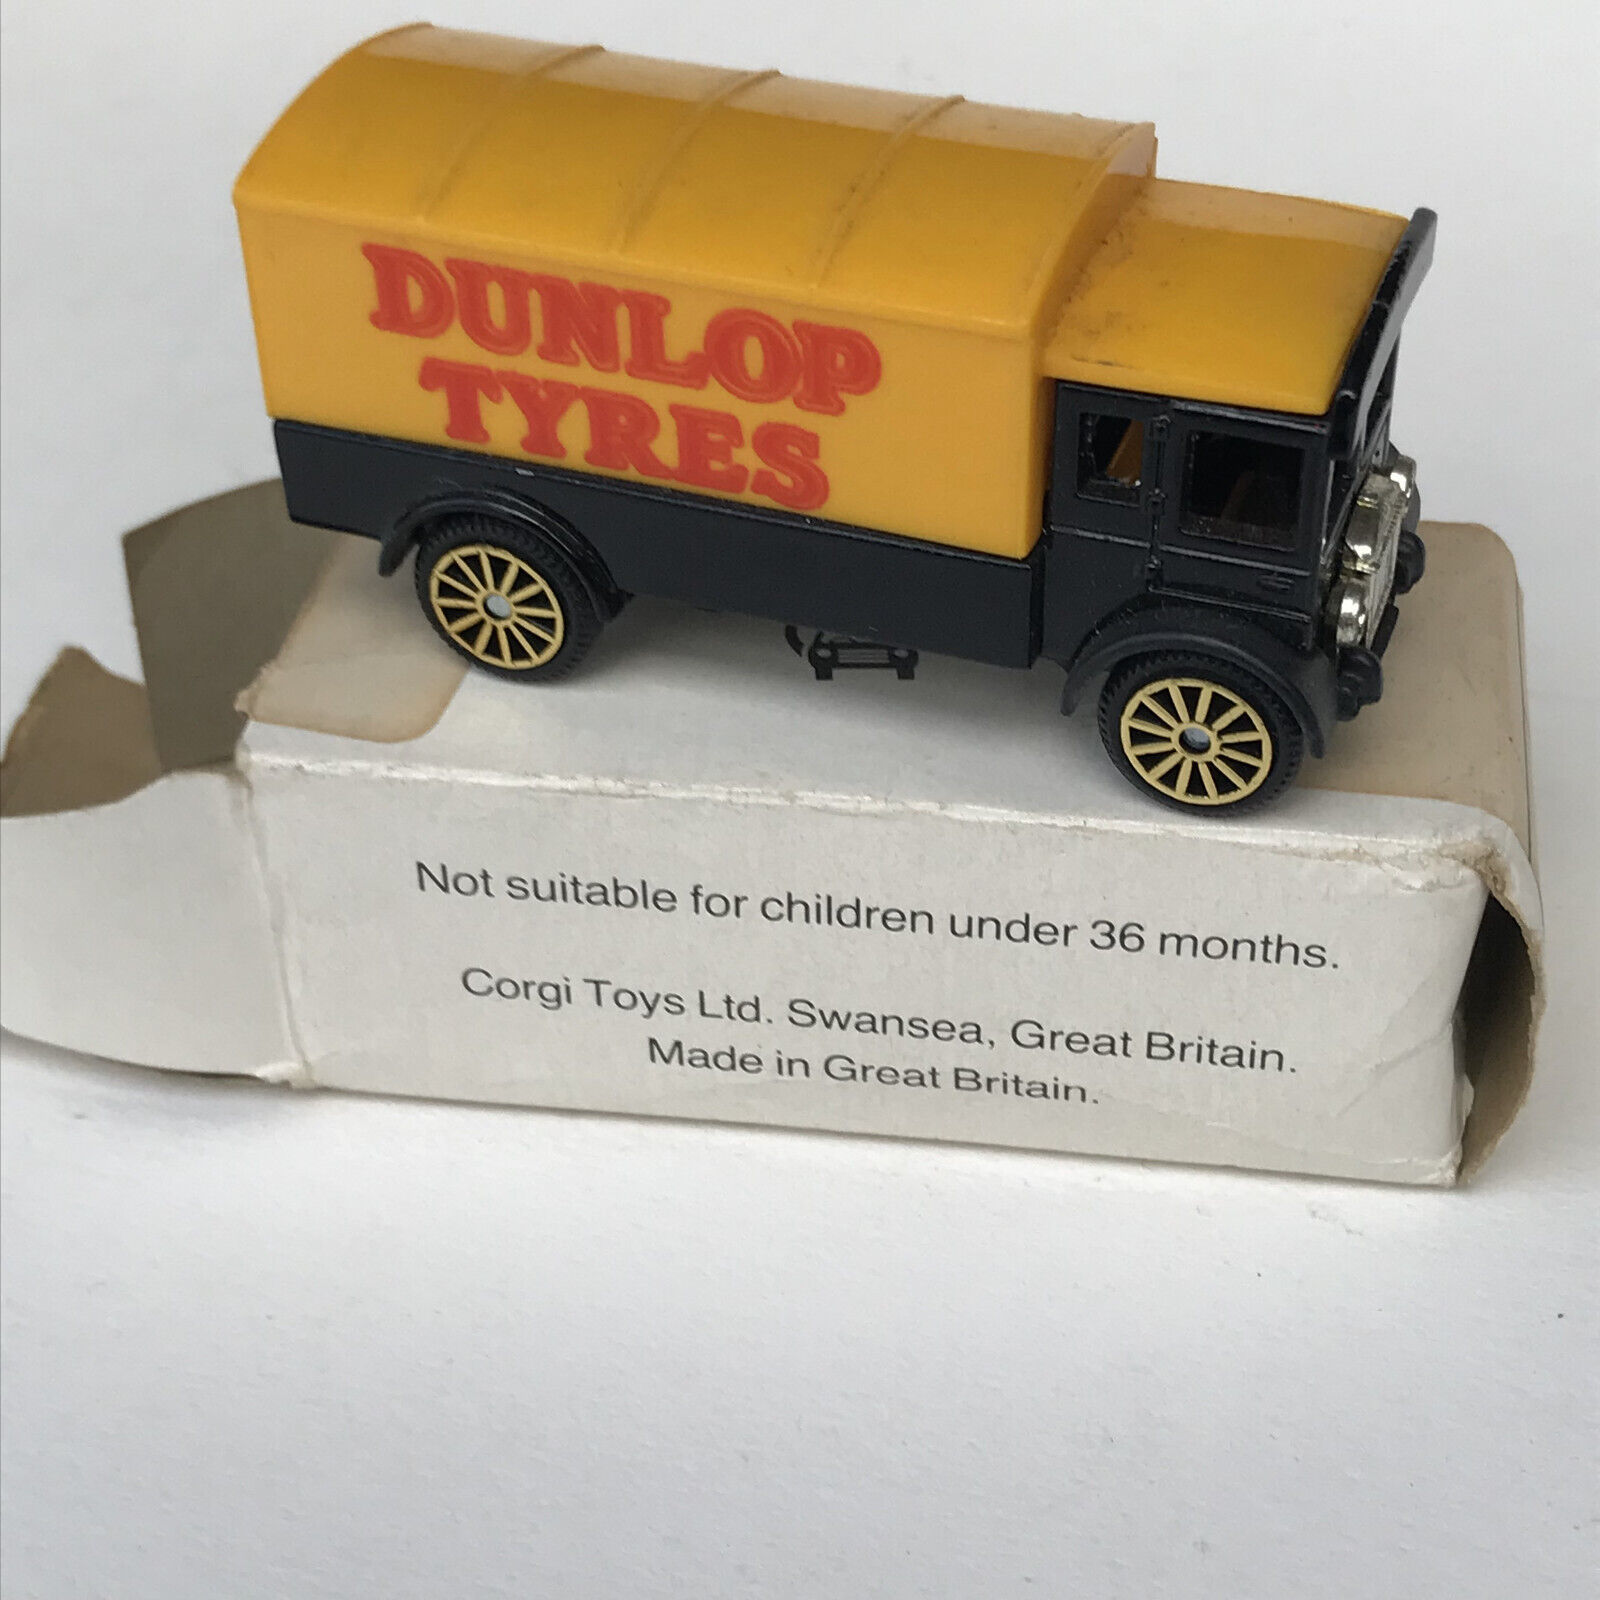 DUNLOP
TYRES
Not suitable for children under 36 months.
Corgi Toys Ltd. Swansea, Great Britain.
Made in Great Britain.